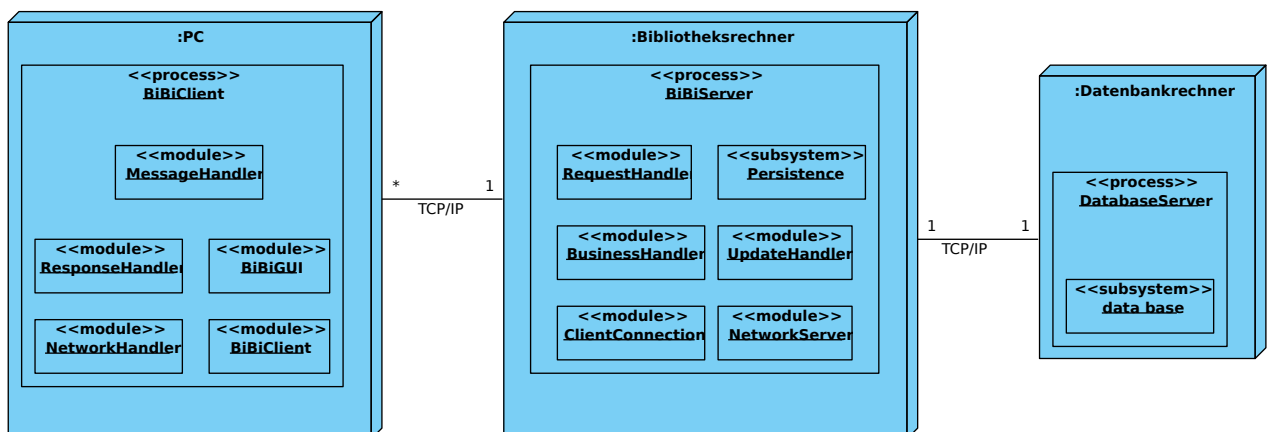 :PC
<<process>>
BiBiClient
<<module>>
MessageHandler
<<module>>
ResponseHandler
<<module>>
BiBiGUI
<<module>>
NetworkHandler
<<module>>
BiBiClient
*
1
TCP/IP
:Bibliotheksrechner
<<process>>
BiBiServer
<<module>>
RequestHandler
<<subsystem>>
Persistence
<<module>>
BusinessHandler
<<module>>
UpdateHandler
<<module>>
ClientConnection
<<module>>
NetworkServer
1
1
TCP/IP
:Datenbankrechner
<<process>>
DatabaseServer
<<subsystem>>
data base